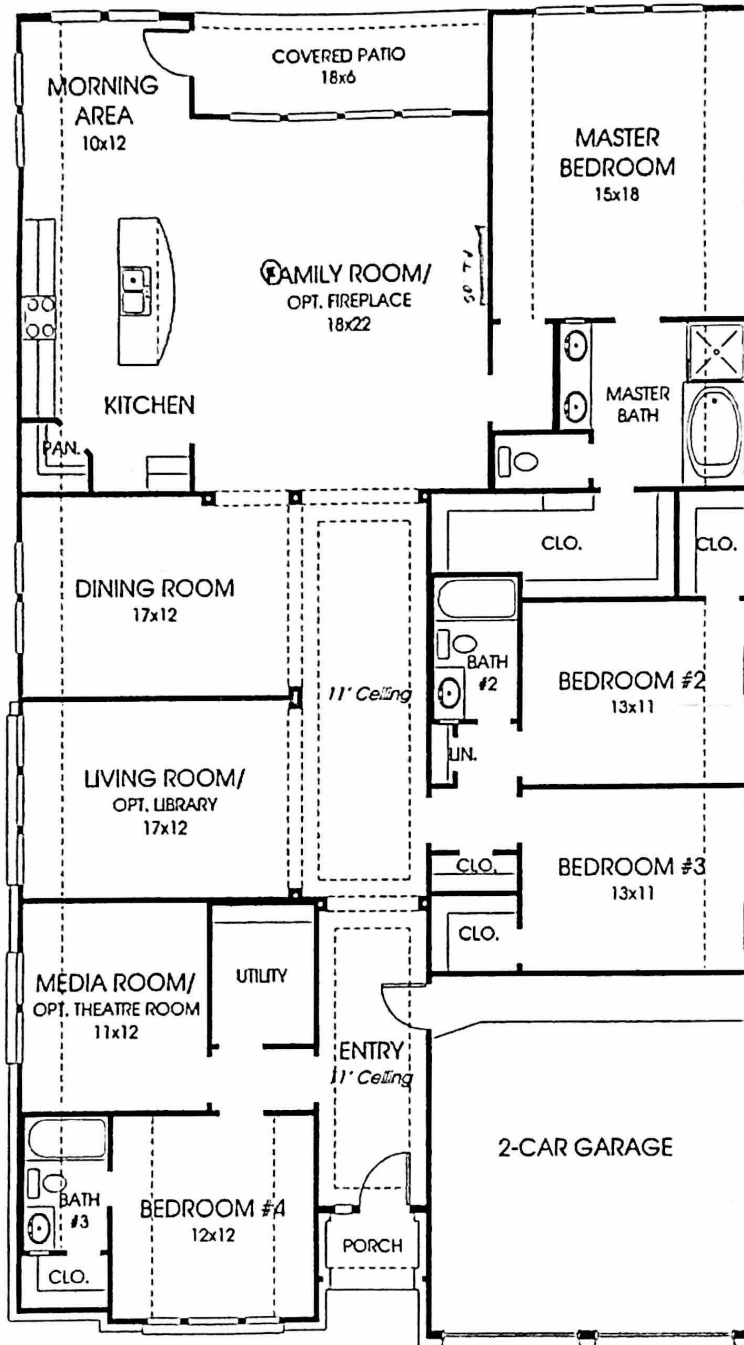 COVERED PATIO
18x6
MORNING
AREA
10x12
MASTER
BEDROOM
15x18
FAMILY ROOM/
OPT. FIREPLACE
18x22
50" TV
KITCHEN
MASTER
BATH
PAN.
CLO.
CLO.
DINING ROOM
17x12
BATH
#2
BEDROOM #2
13x11
11' Ceiling
LIN.
LIVING ROOM/
OPT. LIBRARY
17x12
CLO.
BEDROOM #3
13x11
CLO.
MEDIA ROOM/
OPT. THEATRE ROOM
11x12
UTILITY
ENTRY
11' Ceiling
2-CAR GARAGE
BATH
#3
BEDROOM #4
12x12
PORCH
CLO.